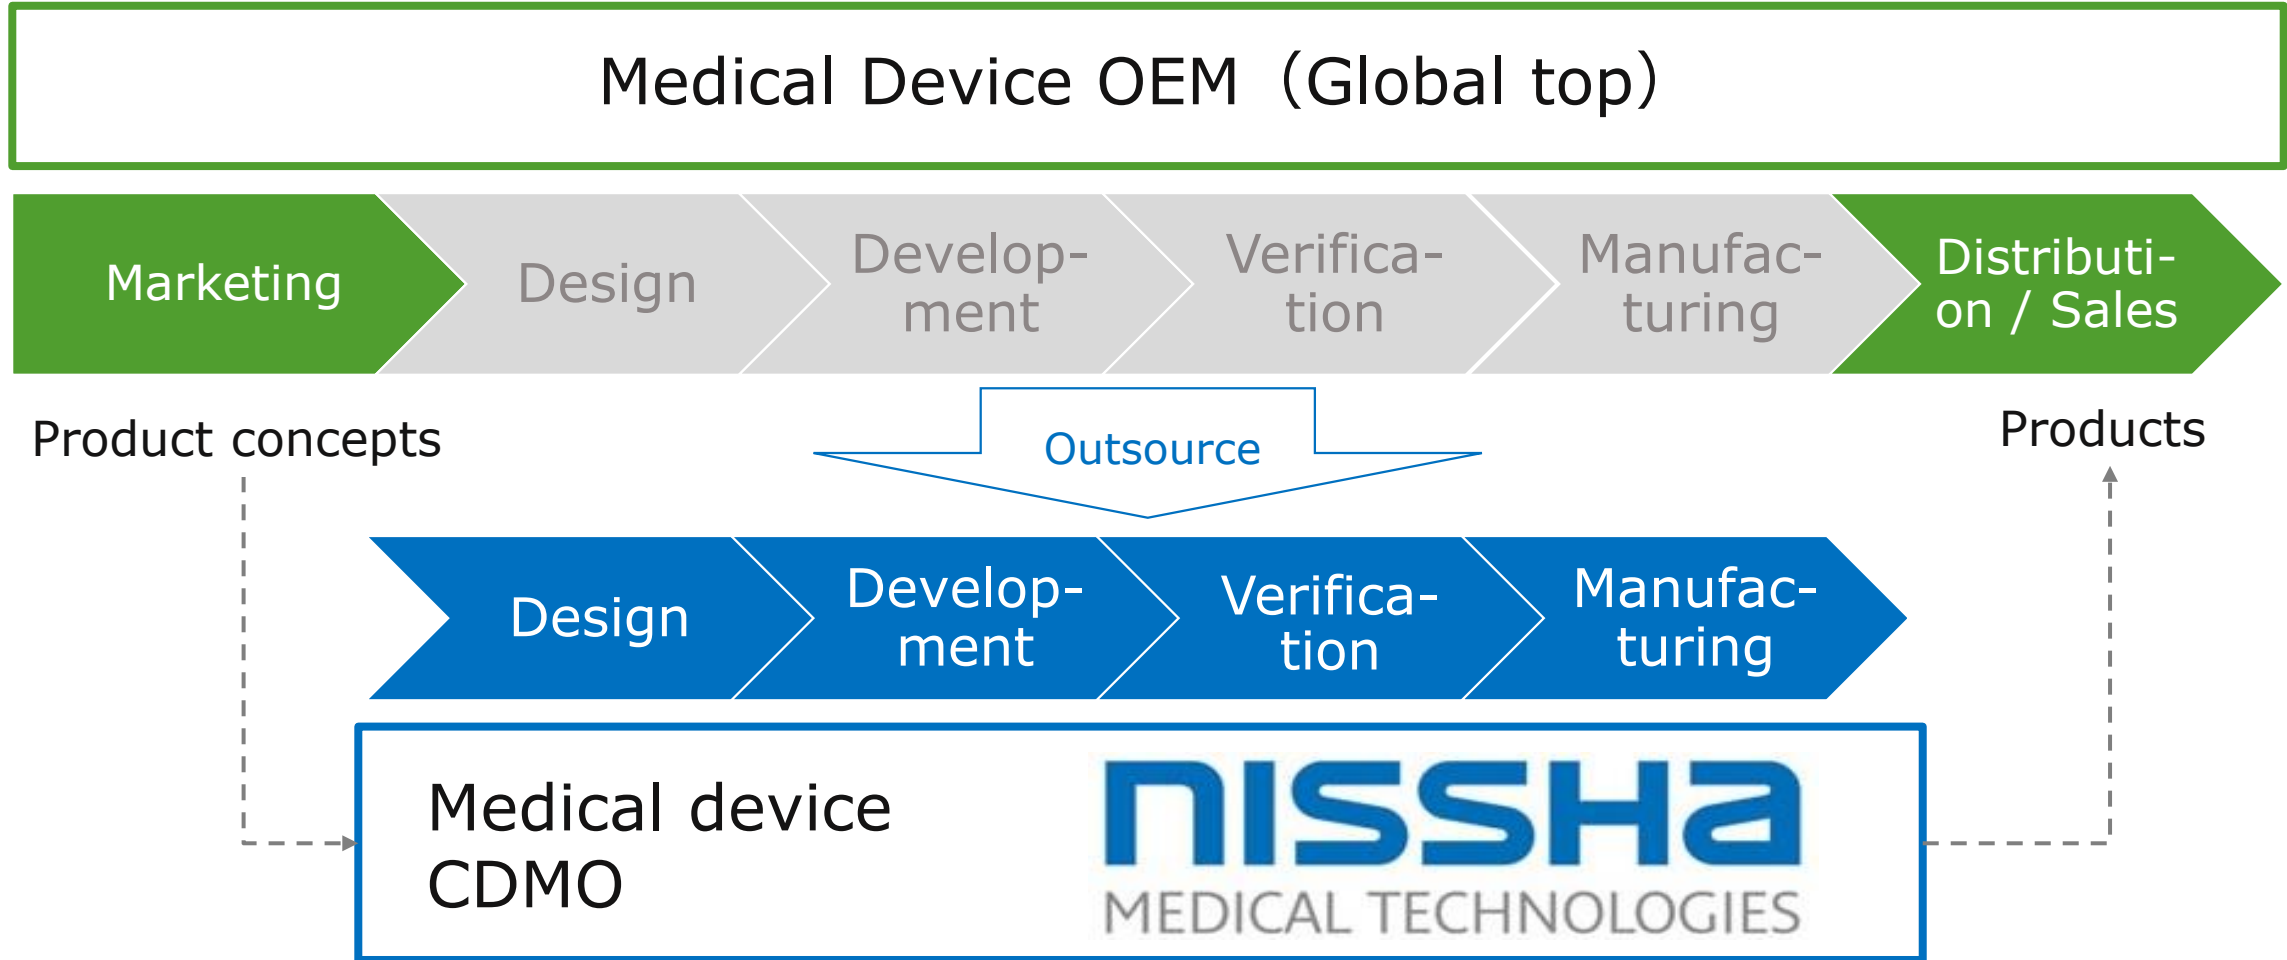 Medical Device OEM（Global top）
Marketing
Design
Develop-
ment
Verifica-
tion
Manufac-
turing
Distributi-
on / Sales
Product concepts
Outsource
Products
Design
Develop-
ment
Verifica-
tion
Manufac-
turing
Medical device
CDMO
NISSHA
MEDICAL TECHNOLOGIES